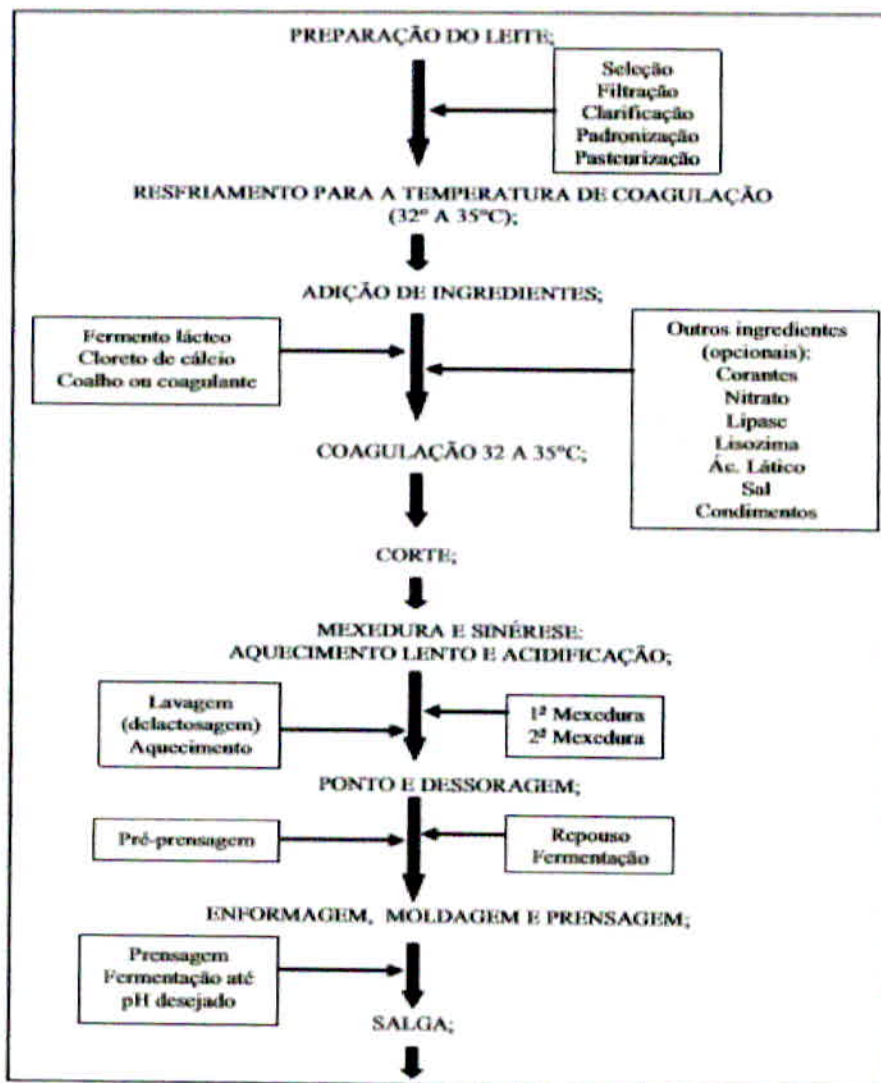 PREPARAÇÃO DO LEITE;
Seleção
Filtração
Clarificação
Padronização
Pasteurização
RESFRIAMENTO PARA A TEMPERATURA DE COAGULAÇÃO
(32º A 35ºC);
ADIÇÃO DE INGREDIENTES;
Fermento lácteo
Cloreto de cálcio
Coalho ou coagulante
Outros ingredientes
(opcionais):
Corantes
Nitrato
Lipase
Lisozima
Ác. Lático
Sal
Condimentos
COAGULAÇÃO 32 A 35ºC;
CORTE;
MEXEDURA E SINÉRESE:
AQUECIMENTO LENTO E ACIDIFICAÇÃO;
Lavagem
(delactosagem)
Aquecimento
1ª Mexedura
2ª Mexedura
PONTO E DESSORAGEM;
Pré-prensagem
Repouso
Fermentação
ENFORMAGEM, MOLDAGEM E PRENSAGEM;
Prensagem
Fermentação até
pH desejado
SALGA;